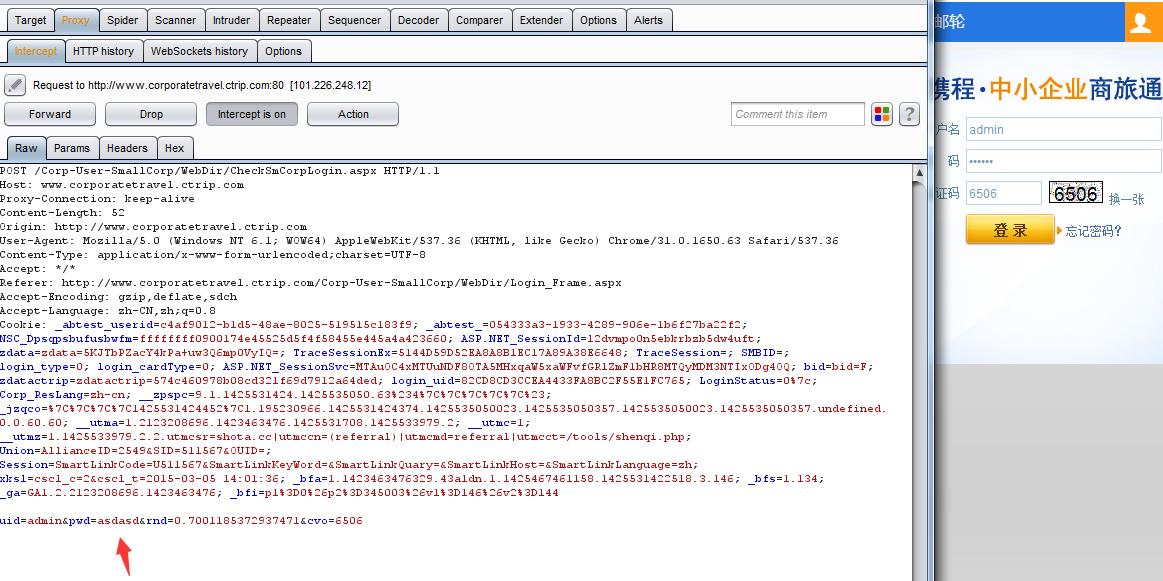 Target Proxy Spider Scanner Intruder Repeater Sequencer Decoder Comparer Extender Options Alerts
Intercept HTTP history WebSockets history Options
Request to http://www.corporatetravel.ctrip.com:80 [101.226.248.12]
Forward Drop Intercept is on Action Comment this item ?
Raw Params Headers Hex
POST /Corp-User-SmallCorp/WebDir/CheckSmCorpLogin.aspx HTTP/1.1
Host: www.corporatetravel.ctrip.com
Proxy-Connection: keep-alive
Content-Length: 52
Origin: http://www.corporatetravel.ctrip.com
User-Agent: Mozilla/5.0 (Windows NT 6.1; WOW64) AppleWebKit/537.36 (KHTML, like Gecko) Chrome/31.0.1650.63 Safari/537.36
Content-Type: application/x-www-form-urlencoded;charset=UTF-8
Accept: */*
Referer: http://www.corporatetravel.ctrip.com/Corp-User-SmallCorp/WebDir/Login_Frame.aspx
Accept-Encoding: gzip,deflate,sdch
Accept-Language: zh-CN,zh;q=0.8
Cookie: _abtest_userid=c4af9012-b1d5-48ae-8025-519515c183f9; _abtest_=054333a3-1933-4289-906e-1b6f27ba22f2;
NSC_Dpsqpsbufusbwfm=ffffffff0900174e45525d5f4f58455e445a4a423660; ASP.NET_SessionId=12dvmpo0n5ebkrbzb5dw4uft;
zdata=zdata=5KJTbPZacY4kPa+uw3Q6mp0VyIQ=; TraceSessionEx=5144D59D52EA8A8B1EC17A89A38E6648; TraceSession=; SMBID=;
login_type=0; login_cardType=0; ASP.NET_SessionSvc=MTAuOC4xMTUuNDF8OTA5MHxqaW5xaWFvfGRlZmF1bHR8MTQyMDM3NTIxODg4OQ; bid=bid=F;
zdatactrip=zdatactrip=574c460978b08cd321f69d7912a64ded; login_uid=82CD8CD3CCEA4433FA8BC2F55E1FC765; LoginStatus=0%7c;
Corp_ResLang=zh-cn; __zpspc=9.1.1425531424.1425535050.63%234%7C%7C%7C%7C%7C%23;
_jzqco=%7C%7C%7C%7C1425531424452%7C1.195230966.1425531424374.1425535050023.1425535050357.1425535050023.1425535050357.undefined.
0.0.60.60; __utma=1.2123208696.1423463476.1425531708.1425533979.2; __utmc=1;
__utmz=1.1425533979.2.2.utmcsr=shota.cc|utmccn=(referral)|utmcmd=referral|utmcct=/tools/shenqi.php;
Union=AllianceID=2549&SID=511567&OUID=;
Session=SmartLinkCode=U511567&SmartLinkKeyWord=&SmartLinkQuary=&SmartLinkHost=&SmartLinkLanguage=zh;
xksl=cscl_c=2&cscl_t=2015-03-05 14:01:36; _bfa=1.1423463476329.43a1dn.1.1425467461158.1425531422518.3.146; _bfs=1.134;
_ga=GA1.2.2123208696.1423463476; _bfi=p1%3D0%26p2%3D345003%26v1%3D146%26v2%3D144
uid=admin&pwd=asdasd&rnd=0.7001185372937471&cvo=6506
邮轮
携程·中小企业商旅通
户名 admin
码 ••••••
证码 6506 6506 换一张
登 录 忘记密码?